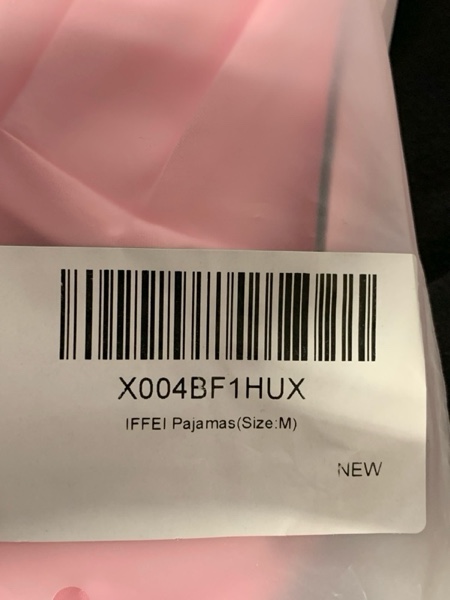 X004BF1HUX
IFFEI Pajamas(Size:M)
NEW